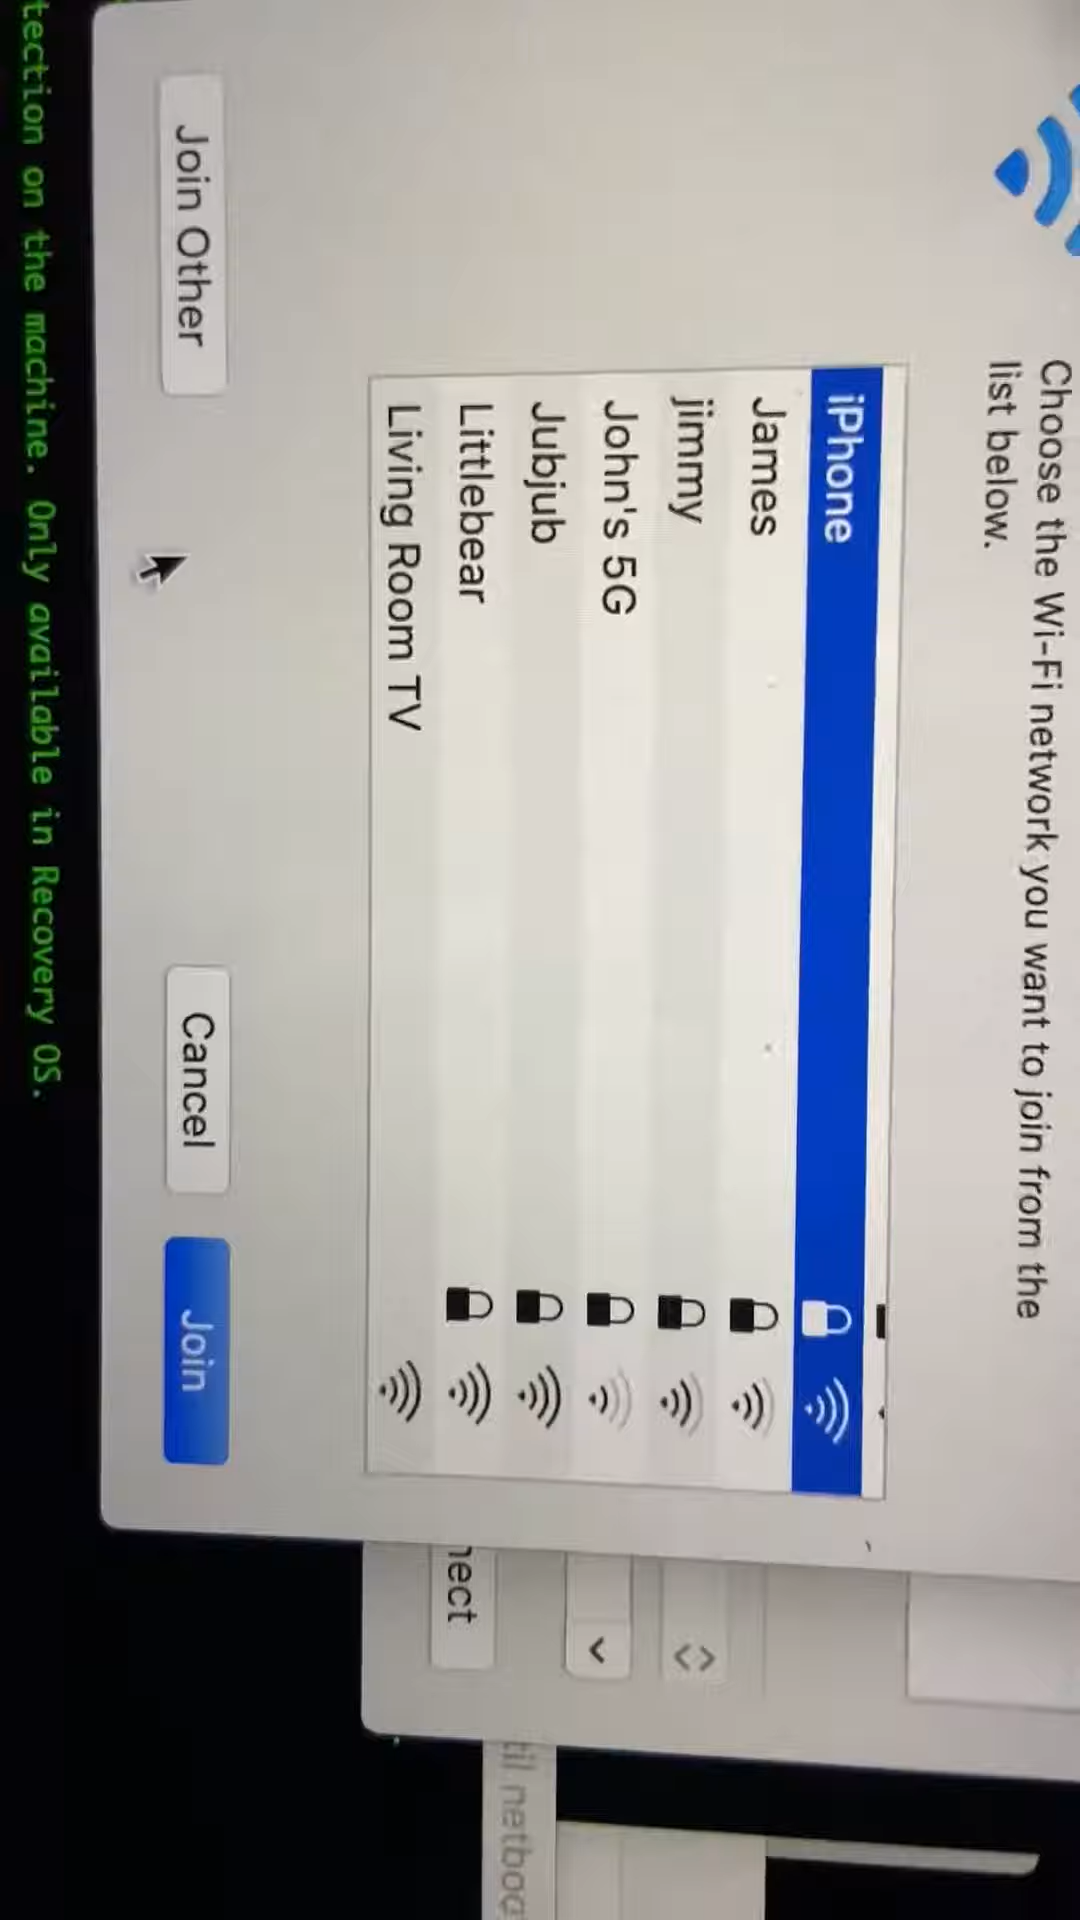 Choose the Wi-Fi network you want to join from the
list below.
iPhone
James
jimmy
John's 5G
Jubjub
Littlebear
Living Room TV
Join Other
Cancel
Join
nect
til netboo
tection on the machine. Only available in Recovery OS.